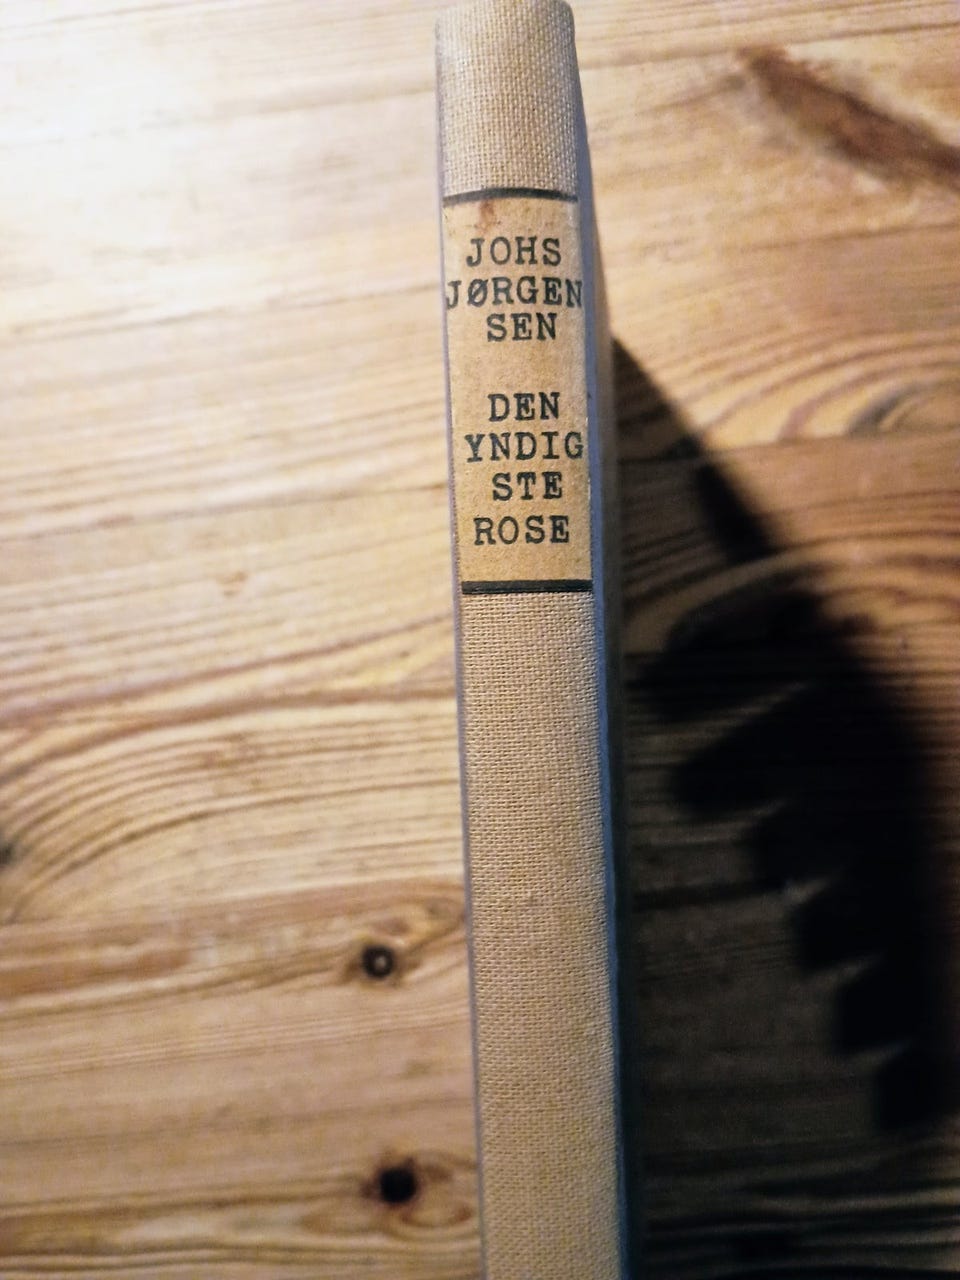 JOHS
JØRGEN
SEN
DEN
YNDIG
STE
ROSE